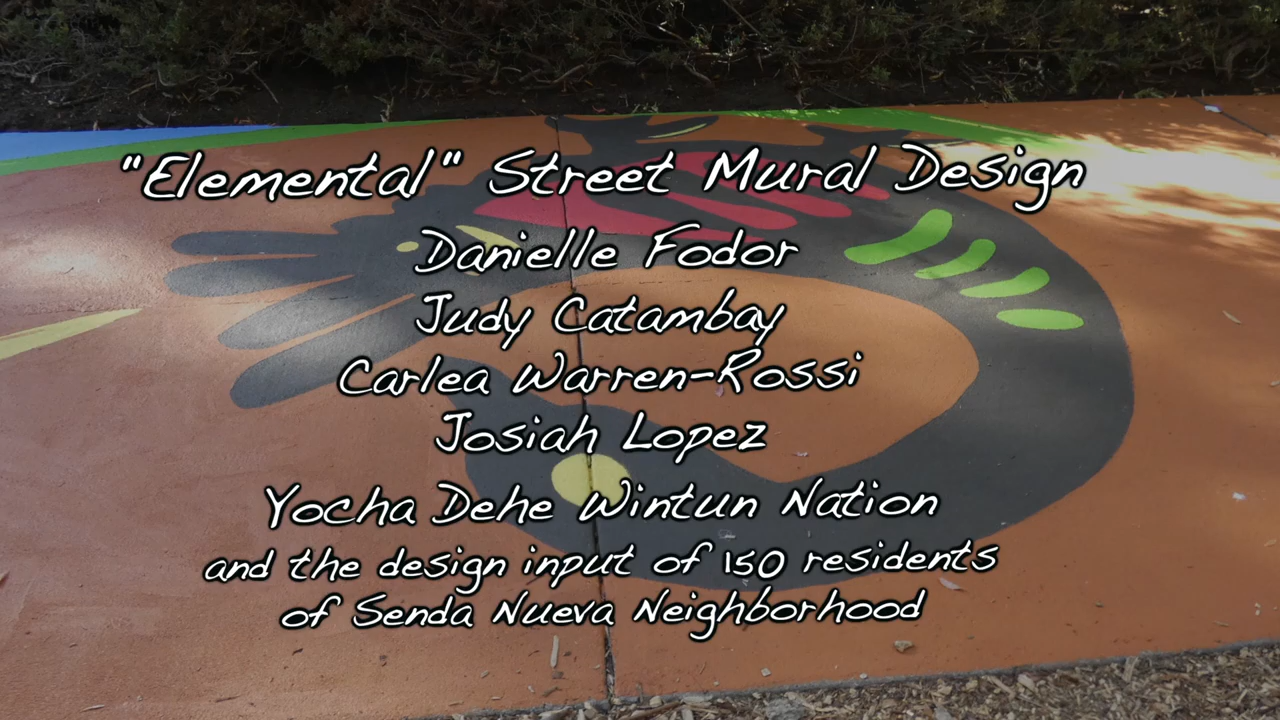 "Elemental" Street Mural Design
Danielle Fodor
Judy Catambay
Carlea Warren-Rossi
Josiah Lopez
Yocha Dehe Wintun Nation
and the design input of 150 residents
of Senda Nueva Neighborhood